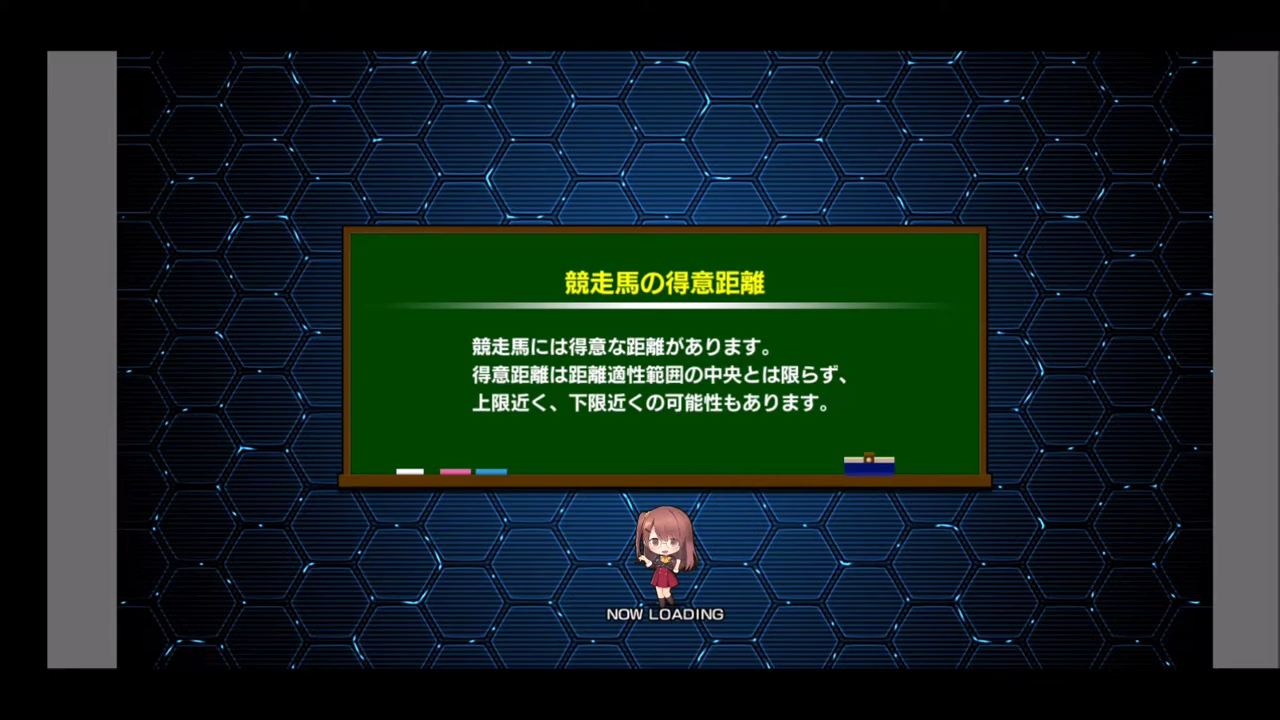 競走馬の得意距離
競走馬には得意な距離があります。
得意距離は距離適性範囲の中央とは限らず、
上限近く、下限近くの可能性もあります。
NOW LOADING